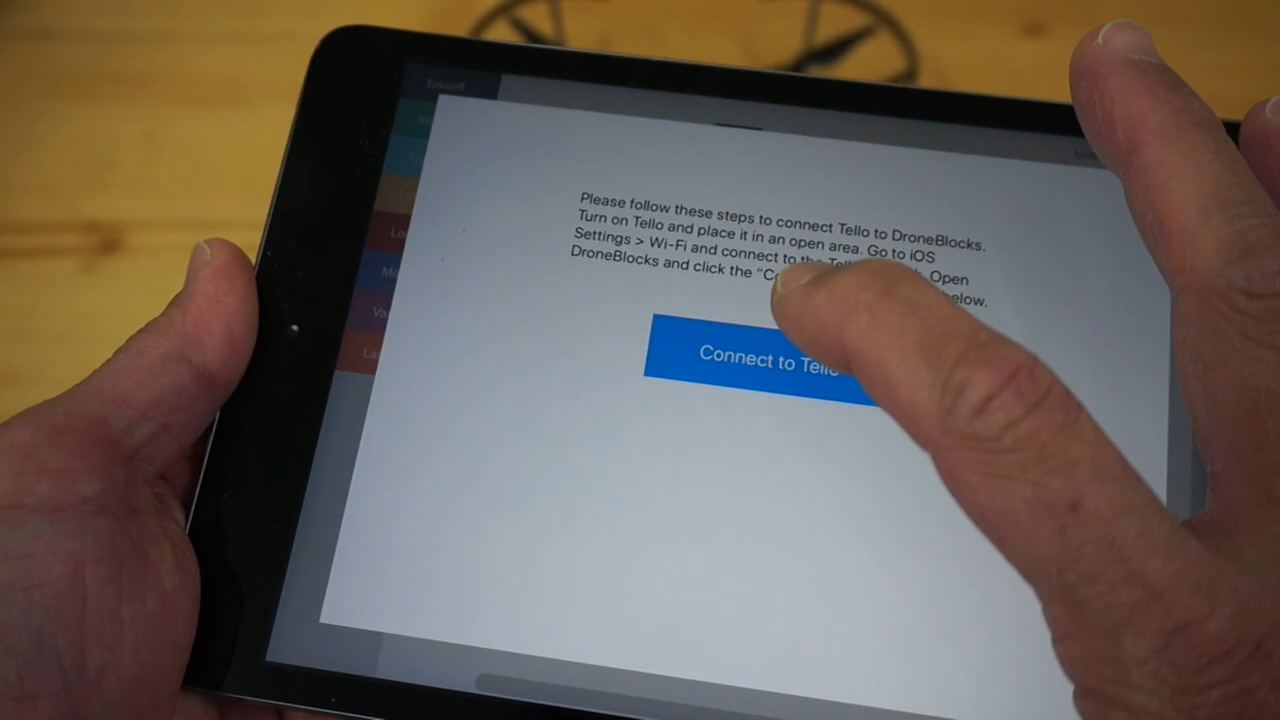 Takeoff
Please follow these steps to connect Tello to DroneBlocks.
Turn on Tello and place it in an open area. Go to iOS
Settings > Wi-Fi and connect to the Open
DroneBlocks and click the below.
Connect to Tello